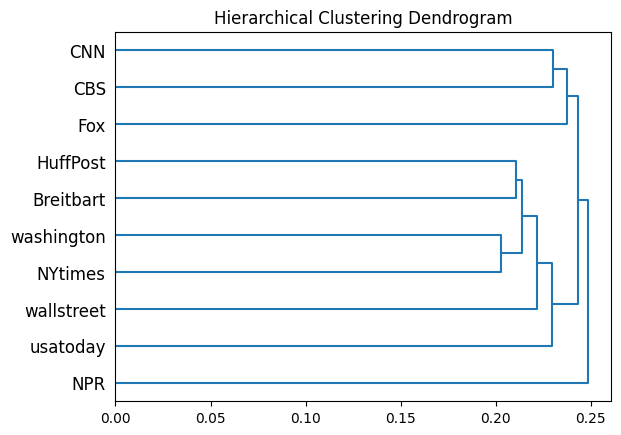 Hierarchical Clustering Dendrogram
CNN
CBS
Fox
HuffPost
Breitbart
washington
NYtimes
wallstreet
usatoday
NPR
0.00 0.05 0.10 0.15 0.20 0.25